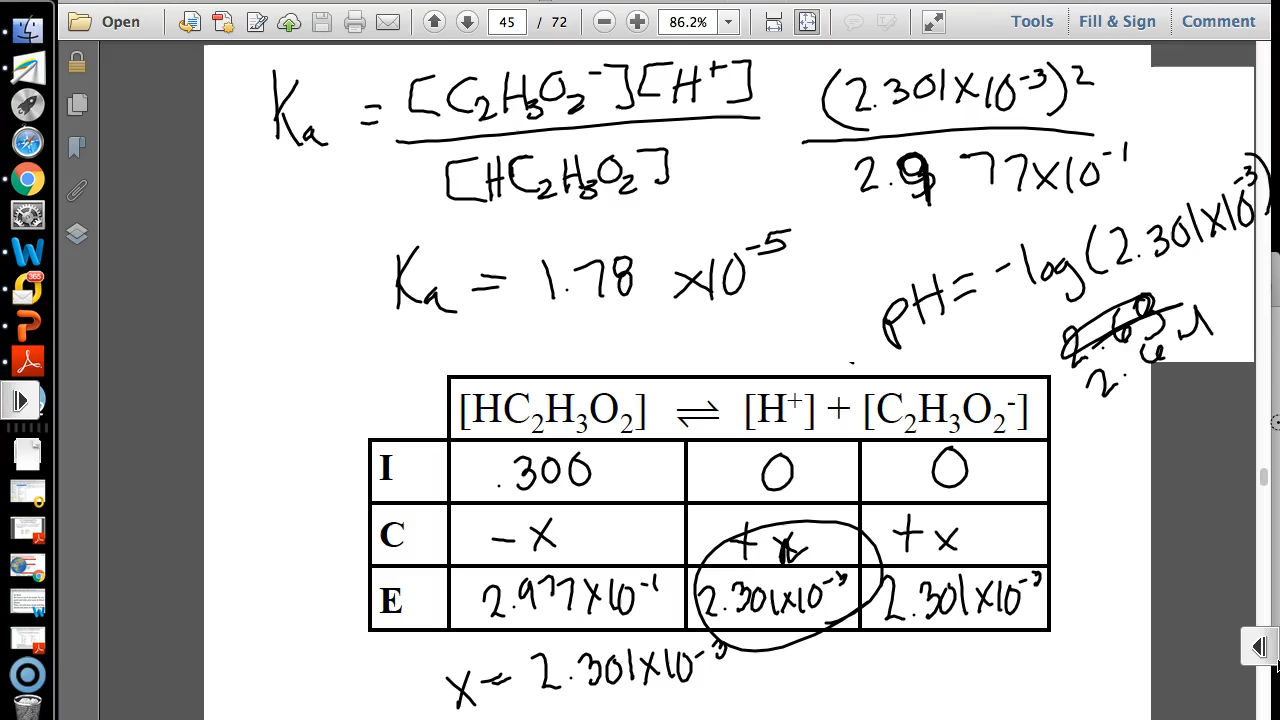 Open 45 / 72 86.2% Tools Fill & Sign Comment
Ka = [C₂H₃O₂⁻][H⁺] / [HC₂H₃O₂]
(2.301×10⁻³)² / 2.977×10⁻¹
Ka = 1.78 ×10⁻⁵
pH = -log(2.301×10⁻³)
2.64
[HC₂H₃O₂] ⇌ [H⁺] + [C₂H₃O₂⁻]
I .300 0 0
C -x +x +x
E 2.977×10⁻¹ 2.301×10⁻³ 2.301×10⁻³
x = 2.301×10⁻³
365